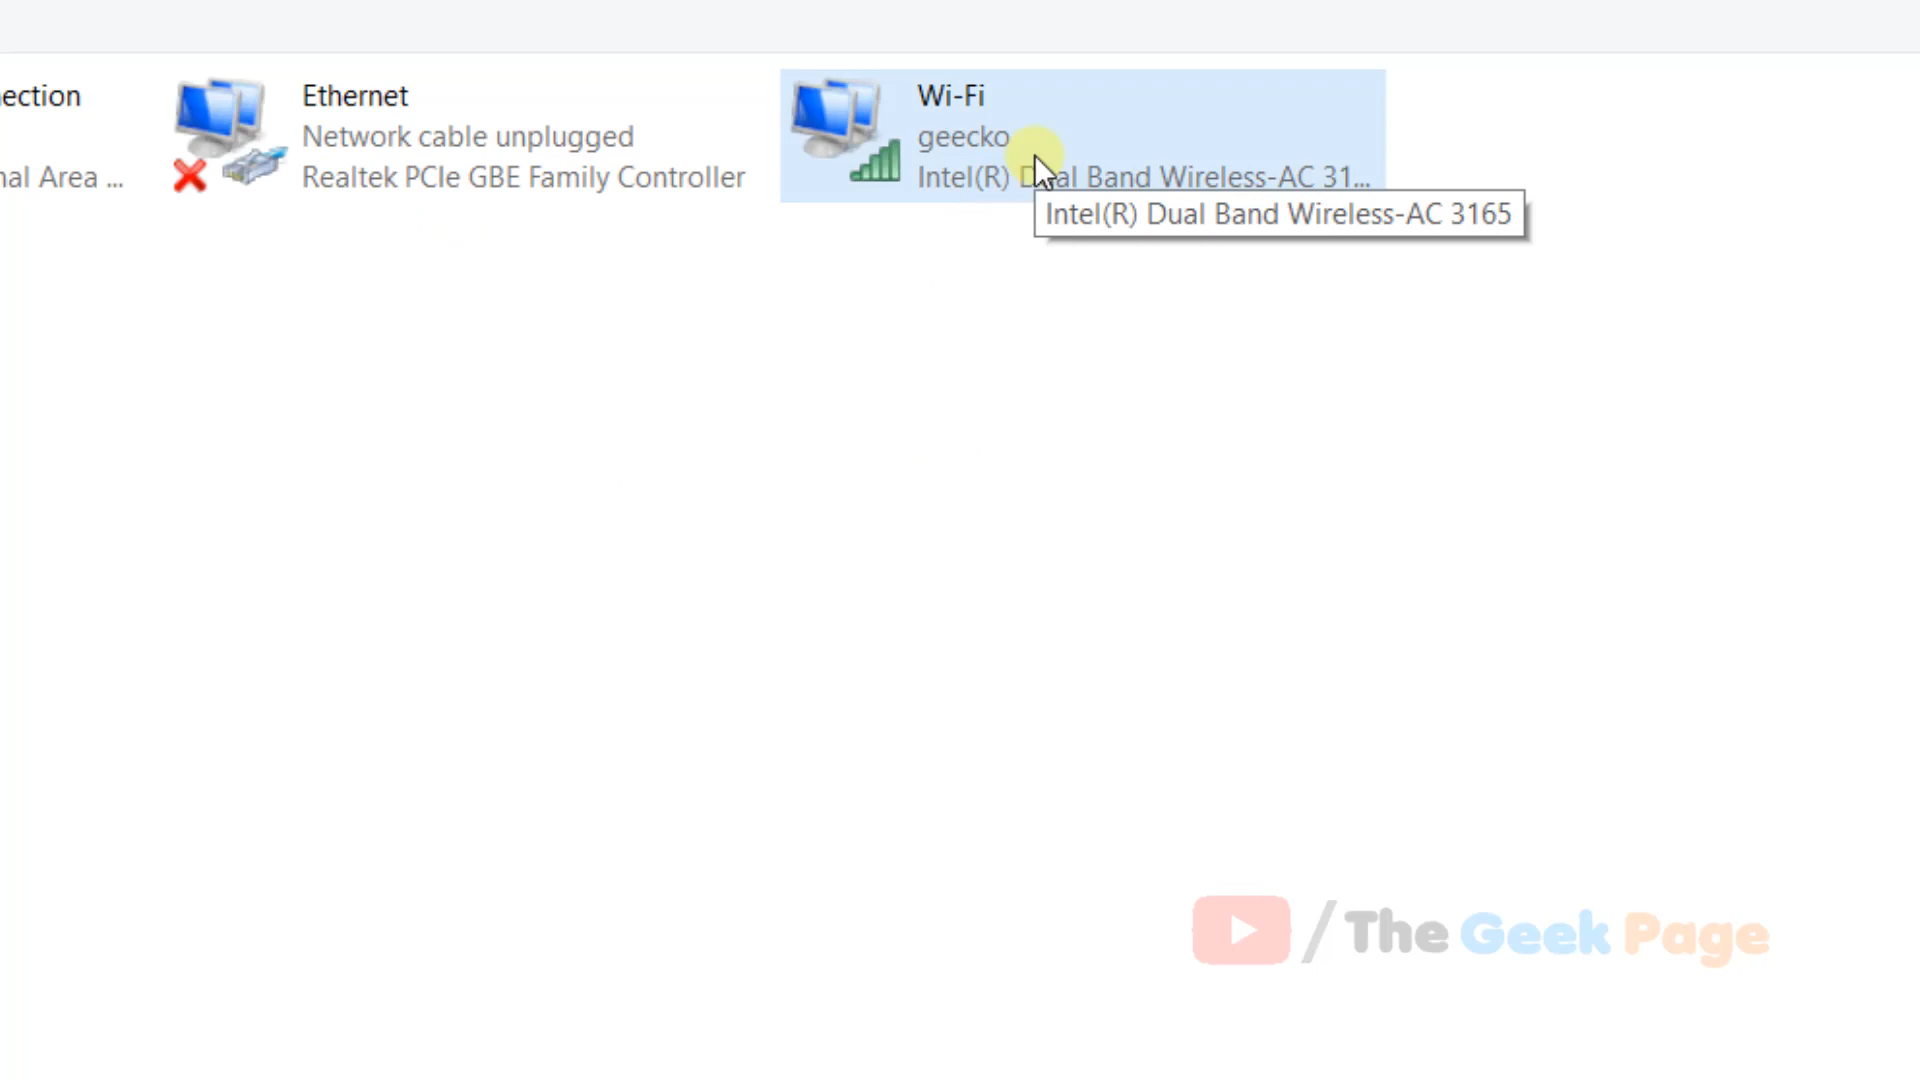 ection
nal Area ...
Ethernet
Network cable unplugged
Realtek PCIe GBE Family Controller
Wi-Fi
geecko
Intel(R) Dual Band Wireless-AC 31...
Intel(R) Dual Band Wireless-AC 3165
/The Geek Page